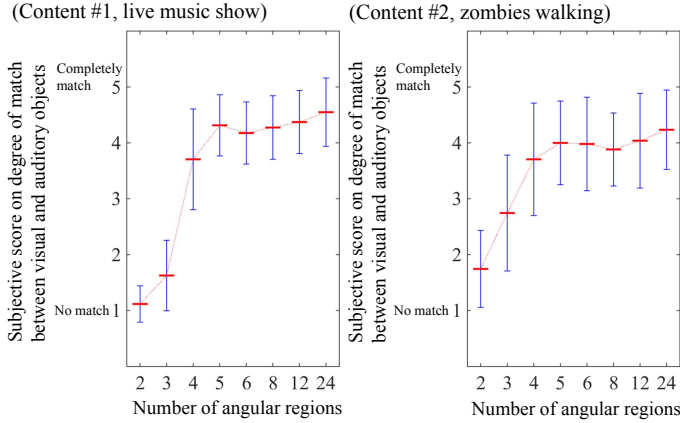 (Content #1, live music show)
Subjective score on degree of match
between visual and auditory objects
Completely
match
5
4
3
2
No match 1
2 3 4 5 6 8 12 24
Number of angular regions
(Content #2, zombies walking)
Subjective score on degree of match
between visual and auditory objects
Completely
match
5
4
3
2
No match 1
2 3 4 5 6 8 12 24
Number of angular regions